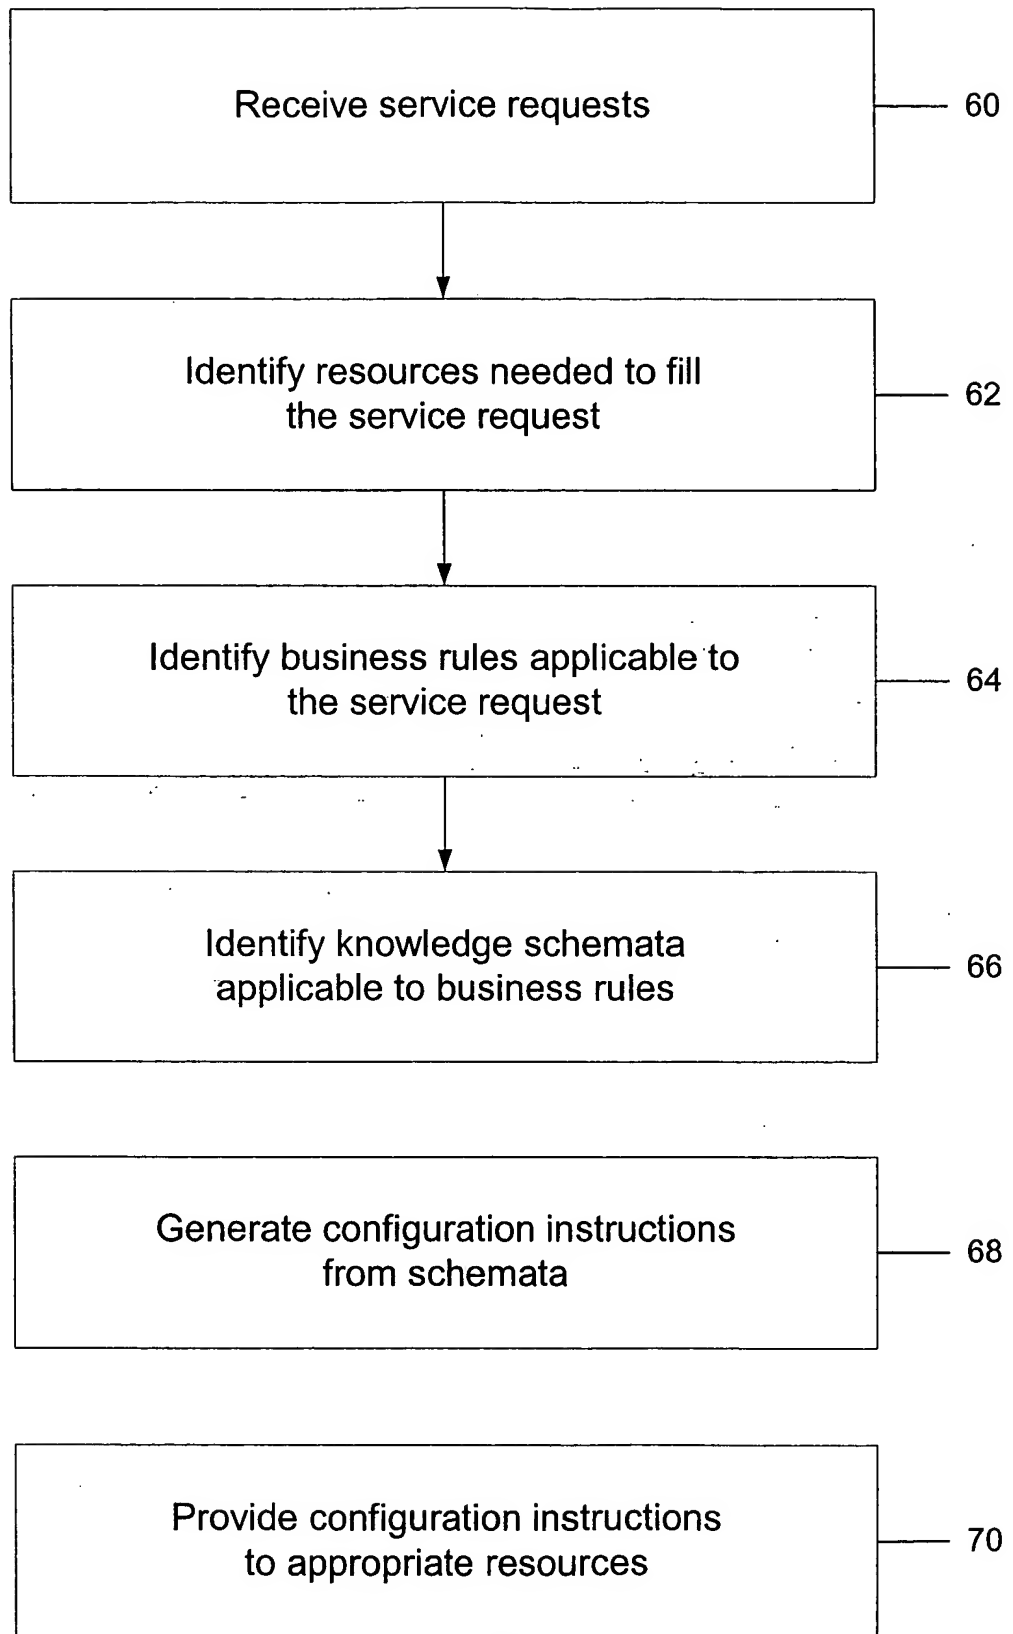 Receive service requests
60
Identify resources needed to fill
the service request
62
Identify business rules applicable to
the service request
64
Identify knowledge schemata
applicable to business rules
66
Generate configuration instructions
from schemata
68
Provide configuration instructions
to appropriate resources
70